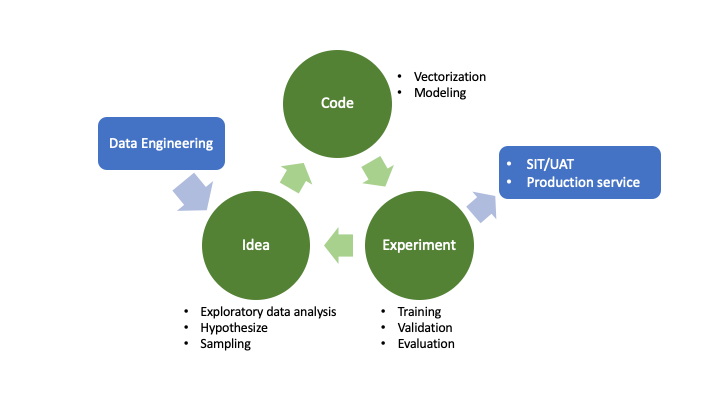 Code
• Vectorization
• Modeling
Data Engineering
• SIT/UAT
• Production service
Idea
Experiment
• Exploratory data analysis
• Hypothesize
• Sampling
• Training
• Validation
• Evaluation